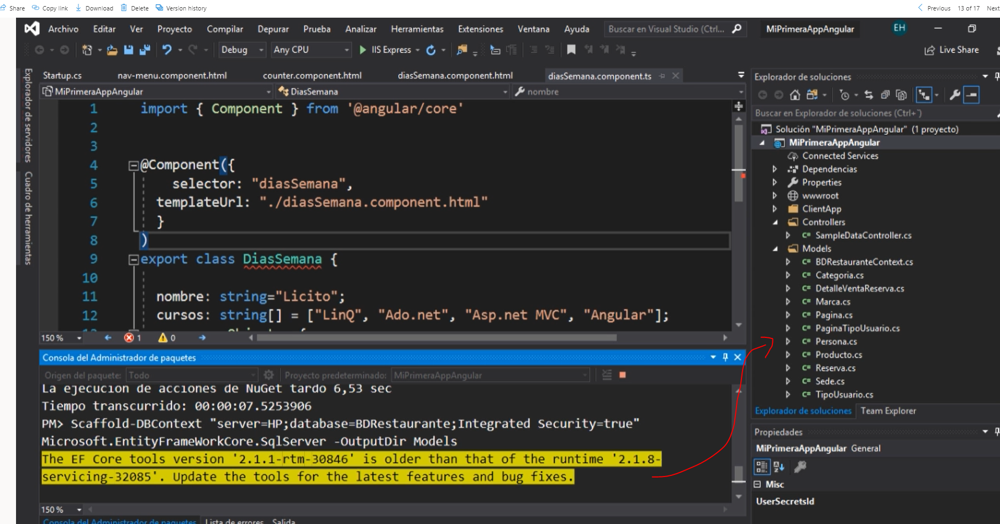 Share Copy link Download Delete Version history Previous 13 of 17 Next
Archivo Editar Ver Proyecto Compilar Depurar Prueba Analizar Herramientas Extensiones Ventana Ayuda Buscar en Visual Studio (Ctrl... MiPrimeraAppAngular EH
Debug Any CPU IIS Express Live Share
Explorador de servidores
Cuadro de herramientas
Startup.cs nav-menu.component.html counter.component.html diasSemana.component.html diasSemana.component.ts
MiPrimeraAppAngular DiasSemana nombre
1 import { Component } from '@angular/core'
2
3
4 @Component({
5 selector: "diasSemana",
6 templateUrl: "./diasSemana.component.html"
7 }
8 )
9 export class DiasSemana {
10
11 nombre: string="Licito";
12 cursos: string[] = ["LinQ", "Ado.net", "Asp.net MVC", "Angular"];
150 % 1 0
Consola del Administrador de paquetes
Origen del paquete: Todo Proyecto predeterminado: MiPrimeraAppAngular
La ejecución de acciones de NuGet tardó 6,53 sec
Tiempo transcurrido: 00:00:07.5253906
PM> Scaffold-DBContext "server=HP;database=BDRestaurante;Integrated Security=true"
Microsoft.EntityFrameWorkCore.SqlServer -OutputDir Models
The EF Core tools version '2.1.1-rtm-30846' is older than that of the runtime '2.1.8-
servicing-32085'. Update the tools for the latest features and bug fixes.
150 %
Consola del Administrador de paquetes Lista de errores Salida
Explorador de soluciones
Buscar en Explorador de soluciones (Ctrl+¨)
Solución "MiPrimeraAppAngular" (1 proyecto)
MiPrimeraAppAngular
Connected Services
Dependencias
Properties
wwwroot
ClientApp
Controllers
C# SampleDataController.cs
Models
C# BDRestauranteContext.cs
C# Categoria.cs
C# DetalleVentaReserva.cs
C# Marca.cs
C# Pagina.cs
C# PaginaTipoUsuario.cs
C# Persona.cs
C# Producto.cs
C# Reserva.cs
C# Sede.cs
C# TipoUsuario.cs
Explorador de soluciones Team Explorer
Propiedades
MiPrimeraAppAngular General
Misc
UserSecretsId